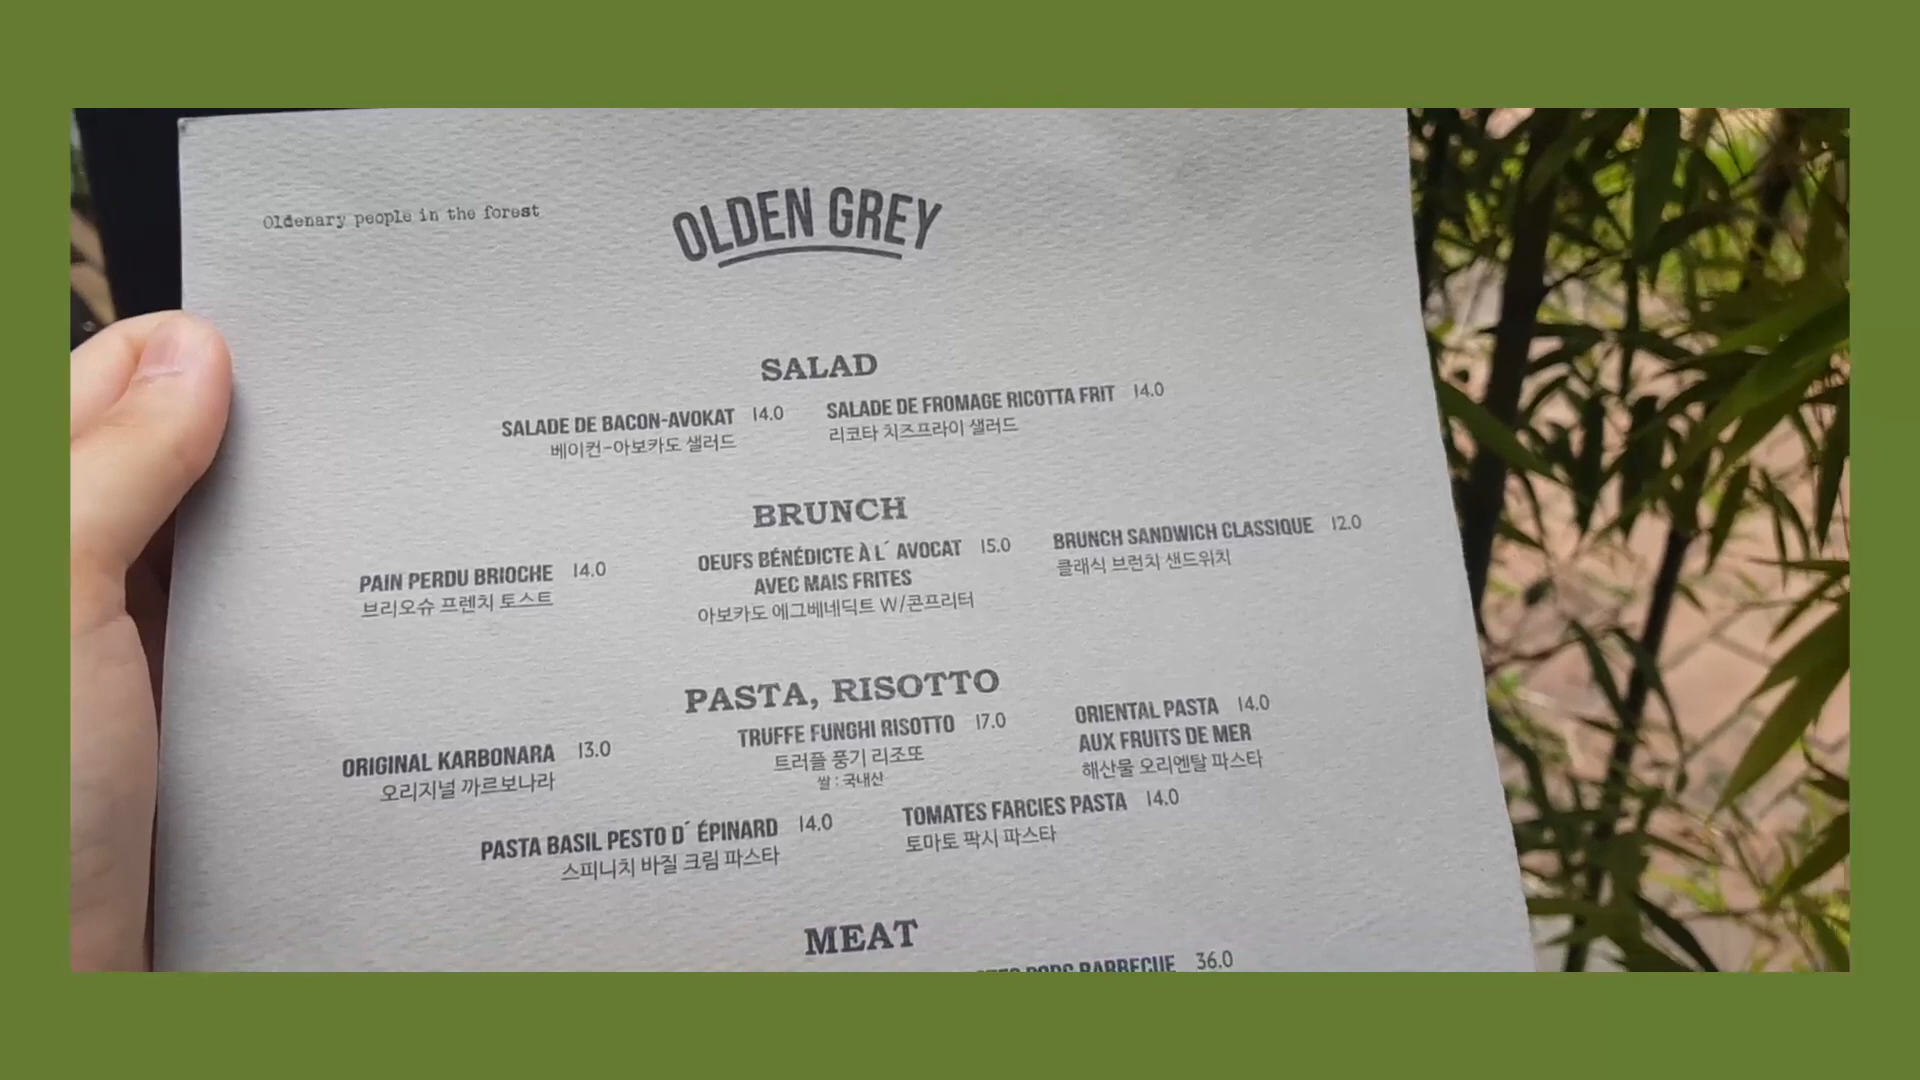 Oldenary people in the forest
OLDEN GREY
SALAD
SALADE DE BACON-AVOKAT 14.0
베이컨-아보카도 샐러드
SALADE DE FROMAGE RICOTTA FRIT 14.0
리코타 치즈프라이 샐러드
BRUNCH
PAIN PERDU BRIOCHE 14.0
브리오슈 프렌치 토스트
OEUFS BÉNÉDICTE À L´ AVOCAT 15.0
AVEC MAIS FRITES
아보카도 에그베네딕트 W/콘프리터
BRUNCH SANDWICH CLASSIQUE 12.0
클래식 브런치 샌드위치
PASTA, RISOTTO
ORIGINAL KARBONARA 13.0
오리지널 까르보나라
TRUFFE FUNGHI RISOTTO 17.0
트러플 풍기 리조또
쌀 : 국내산
ORIENTAL PASTA 14.0
AUX FRUITS DE MER
해산물 오리엔탈 파스타
PASTA BASIL PESTO D´ ÉPINARD 14.0
스피니치 바질 크림 파스타
TOMATES FARCIES PASTA 14.0
토마토 팍시 파스타
MEAT
PORC BARBECUE 36.0